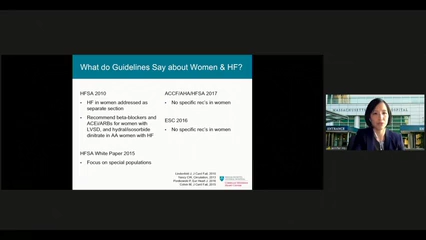 What do Guidelines Say about Women & HF?
HFSA 2010
• HF in women addressed as
separate section
• Recommend beta-blockers and
ACEi/ARBs for women with
LVSD, and hydral/isosorbide
dinitrate in AA women with HF
HFSA White Paper 2015
• Focus on special populations
ACCF/AHA/HFSA 2017
• No specific rec's in women
ESC 2016
• No specific rec's in women
MASSACHUSETTS
ENTRANCE